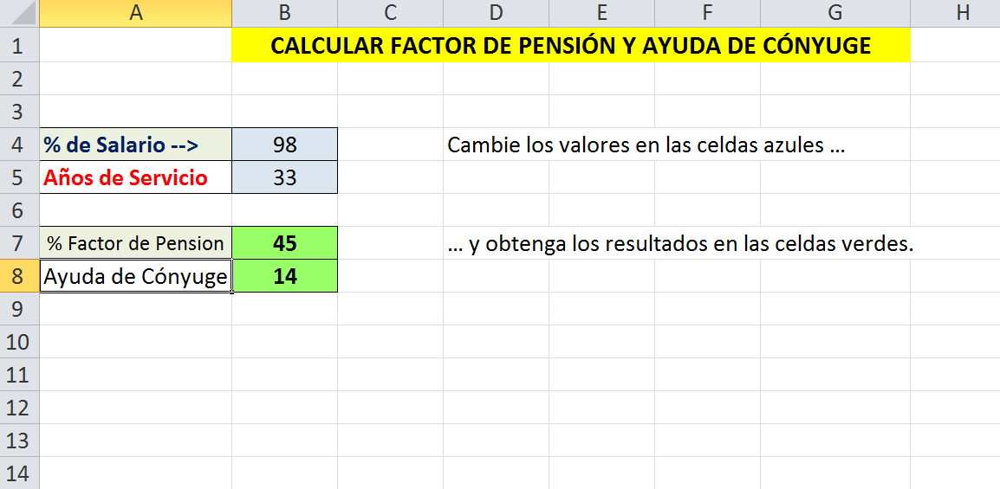 A B C D E F G H
1 CALCULAR FACTOR DE PENSIÓN Y AYUDA DE CÓNYUGE
2
3
4 % de Salario --> 98 Cambie los valores en las celdas azules ...
5 Años de Servicio 33
6
7 % Factor de Pension 45 ... y obtenga los resultados en las celdas verdes.
8 Ayuda de Cónyuge 14
9
10
11
12
13
14